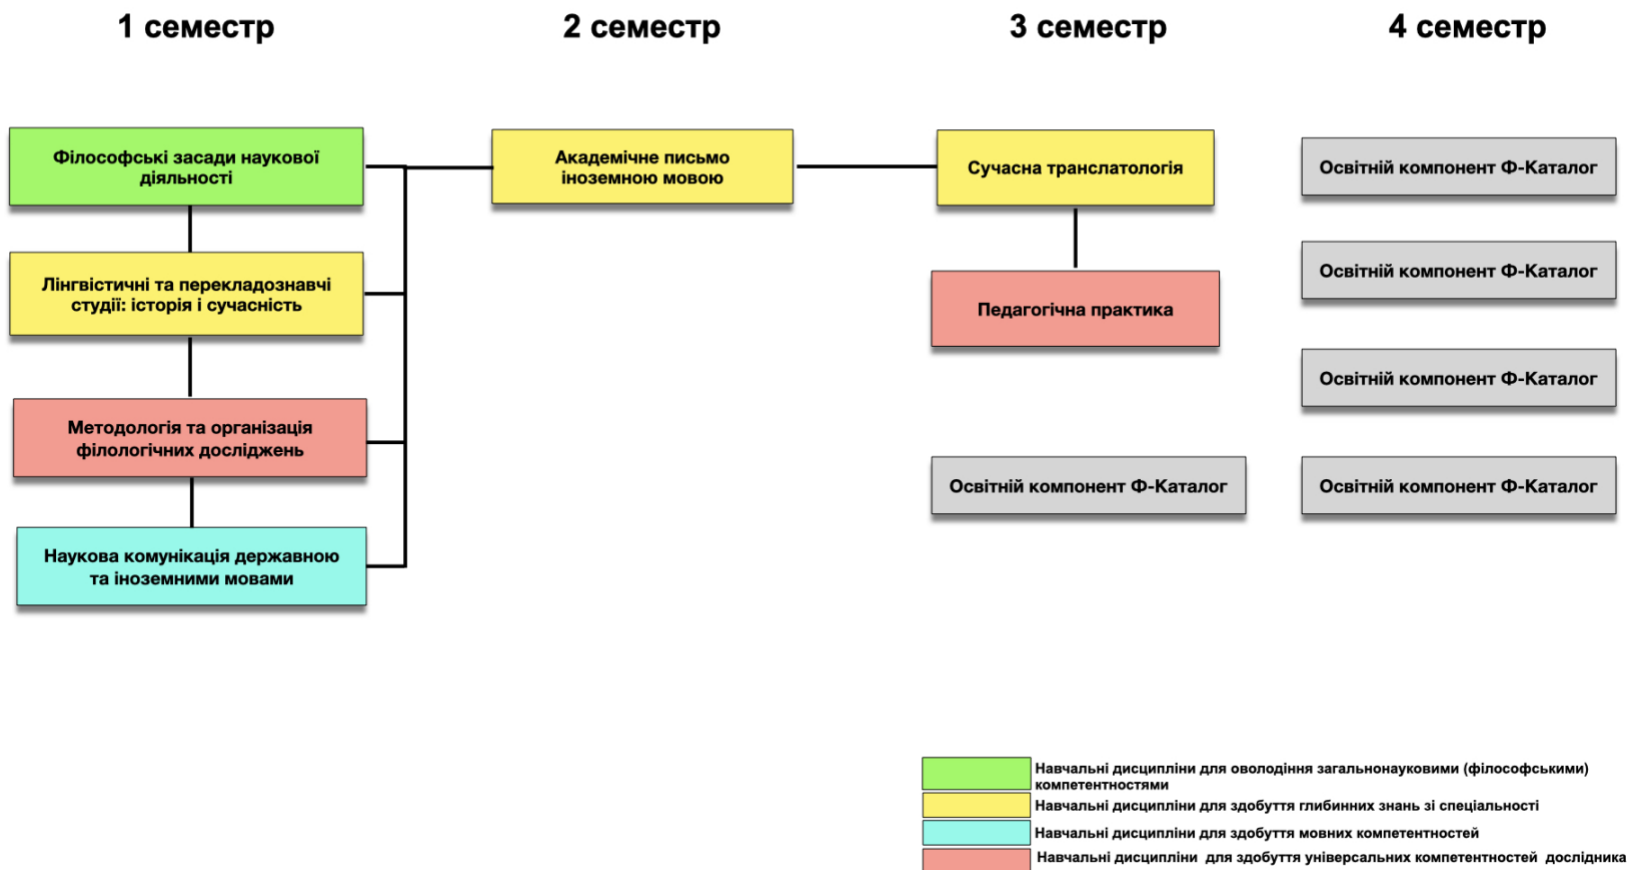 1 семестр
2 семестр
3 семестр
4 семестр
Філософські засади наукової
діяльності
Академічне письмо
іноземною мовою
Сучасна транслатологія
Освітній компонент Ф-Каталог
Лінгвістичні та перекладознавчі
студії: історія і сучасність
Педагогічна практика
Освітній компонент Ф-Каталог
Методологія та організація
філологічних досліджень
Освітній компонент Ф-Каталог
Наукова комунікація державною
та іноземними мовами
Освітній компонент Ф-Каталог
Освітній компонент Ф-Каталог
Навчальні дисципліни для оволодіння загальнонауковими (філософськими)
компетентностями
Навчальні дисципліни для здобуття глибинних знань зі спеціальності
Навчальні дисципліни для здобуття мовних компетентностей
Навчальні дисципліни для здобуття універсальних компетентностей дослідника